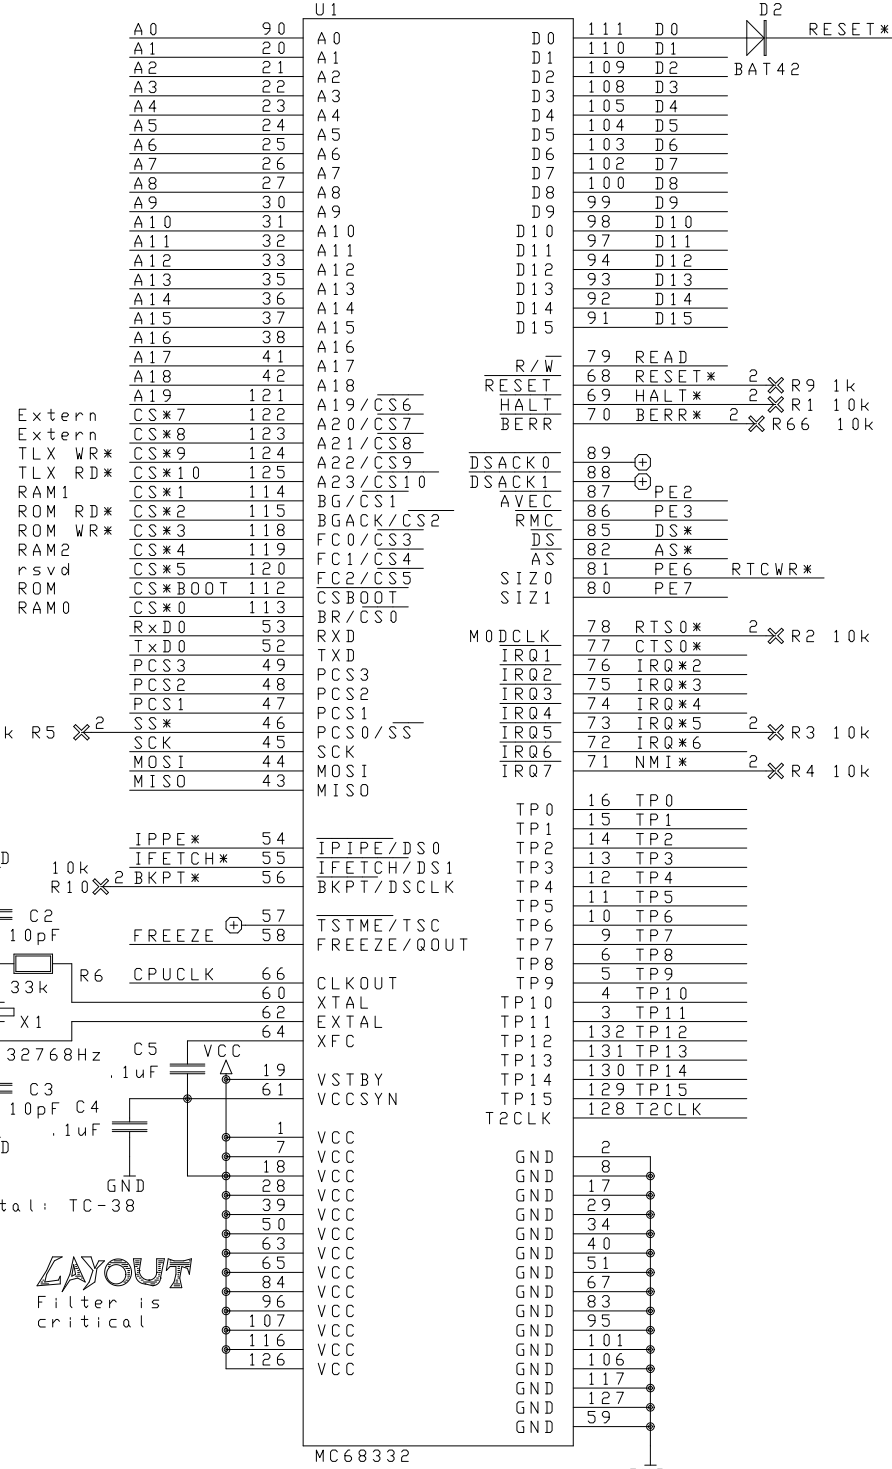 U1
D2
A0 90 A0 D0 111 D0 RESET*
A1 20 A1 D1 110 D1
A2 21 A2 D2 109 D2 BAT42
A3 22 A3 D3 108 D3
A4 23 A4 D4 105 D4
A5 24 A5 D5 104 D5
A6 25 A6 D6 103 D6
A7 26 A7 D7 102 D7
A8 27 A8 D8 100 D8
A9 30 A9 D9 99 D9
A10 31 A10 D10 98 D10
A11 32 A11 D11 97 D11
A12 33 A12 D12 94 D12
A13 35 A13 D13 93 D13
A14 36 A14 D14 92 D14
A15 37 A15 D15 91 D15
A16 38 A16
A17 41 A17 R/W 79 READ
A18 42 A18 RESET 68 RESET* 2 R9 1k
A19 121 A19/CS6 HALT 69 HALT* 2 R1 10k
Extern CS*7 122 A20/CS7 BERR 70 BERR* 2 R66 10k
Extern CS*8 123 A21/CS8
TLX WR* CS*9 124 A22/CS9 DSACK0 89
TLX RD* CS*10 125 A23/CS10 DSACK1 88
RAM1 CS*1 114 BG/CS1 AVEC 87 PE2
ROM RD* CS*2 115 BGACK/CS2 RMC 86 PE3
ROM WR* CS*3 118 FC0/CS3 DS 85 DS*
RAM2 CS*4 119 FC1/CS4 AS 82 AS*
rsvd CS*5 120 FC2/CS5 SIZ0 81 PE6 RTCWR*
ROM CS*BOOT 112 CSBOOT SIZ1 80 PE7
RAM0 CS*0 113 BR/CS0
RxD0 53 RXD MODCLK 78 RTS0* 2 R2 10k
TxD0 52 TXD IRQ1 77 CTS0*
PCS3 49 PCS3 IRQ2 76 IRQ*2
PCS2 48 PCS2 IRQ3 75 IRQ*3
PCS1 47 PCS1 IRQ4 74 IRQ*4
k R5 2 SS* 46 PCS0/SS IRQ5 73 IRQ*5 2 R3 10k
SCK 45 SCK IRQ6 72 IRQ*6
MOSI 44 MOSI IRQ7 71 NMI* 2 R4 10k
MISO 43 MISO
TP0 16 TP0
TP1 15 TP1
IPPE* 54 IPIPE/DS0 TP2 14 TP2
D 10k IFETCH* 55 IFETCH/DS1 TP3 13 TP3
R10 2 BKPT* 56 BKPT/DSCLK TP4 12 TP4
TP5 11 TP5
C2 57 TSTME/TSC TP6 10 TP6
10pF FREEZE 58 FREEZE/QOUT TP7 9 TP7
TP8 6 TP8
33k R6 CPUCLK 66 CLKOUT TP9 5 TP9
60 XTAL TP10 4 TP10
X1 62 EXTAL TP11 3 TP11
32768Hz C5 VCC 64 XFC TP12 132 TP12
.1uF TP13 131 TP13
C3 19 VSTBY TP14 130 TP14
10pF C4 61 VCCSYN TP15 129 TP15
.1uF T2CLK 128 T2CLK
D 1 VCC
7 VCC GND 2
GND 18 VCC GND 8
tal: TC-38 28 VCC GND 17
39 VCC GND 29
50 VCC GND 34
63 VCC GND 40
LAYOUT 65 VCC GND 51
Filter is 84 VCC GND 67
critical 96 VCC GND 83
107 VCC GND 95
116 VCC GND 101
126 VCC GND 106
GND 117
GND 127
GND 59
MC68332